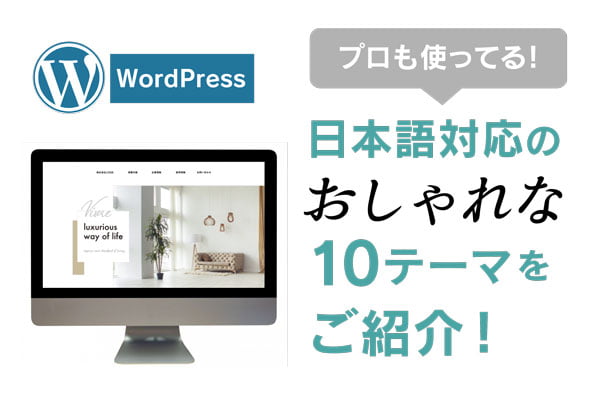 WordPress
プロも使ってる!
日本語対応の
おしゃれな
10テーマを
ご紹介!
Vivre
luxurious
way of life